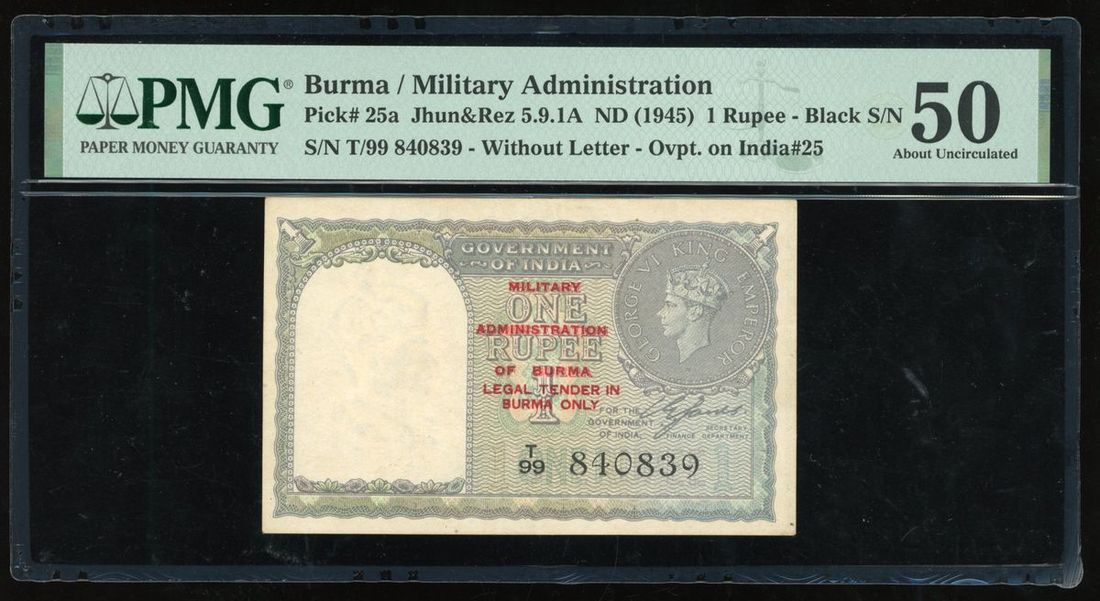 PMG®
PAPER MONEY GUARANTY
Burma / Military Administration
Pick# 25a Jhun&Rez 5.9.1A ND (1945) 1 Rupee - Black S/N
S/N T/99 840839 - Without Letter - Ovpt. on India#25
50
About Uncirculated
1
1
GOVERNMENT
OF INDIA
GEORGE VI KING EMPEROR
MILITARY
ONE
ADMINISTRATION
RUPEE
OF BURMA
LEGAL TENDER IN
BURMA ONLY
1
FOR THE
GOVERNMENT
OF INDIA.
SECRETARY,
FINANCE DEPARTMENT
T
99 840839